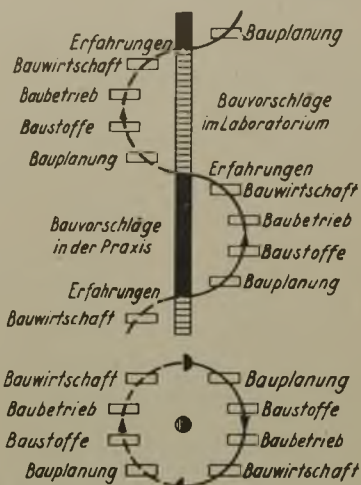 Bauplanung
Erfahrungen
Bauwirtschaft
Baubetrieb
Baustoffe
Bauplanung
Bauvorschläge
im Laboratorium
Erfahrungen
Bauwirtschaft
Baubetrieb
Baustoffe
Bauplanung
Bauvorschläge
in der Praxis
Erfahrungen
Bauwirtschaft
Bauwirtschaft
Baubetrieb
Baustoffe
Bauplanung
Bauplanung
Baustoffe
Baubetrieb
Bauwirtschaft